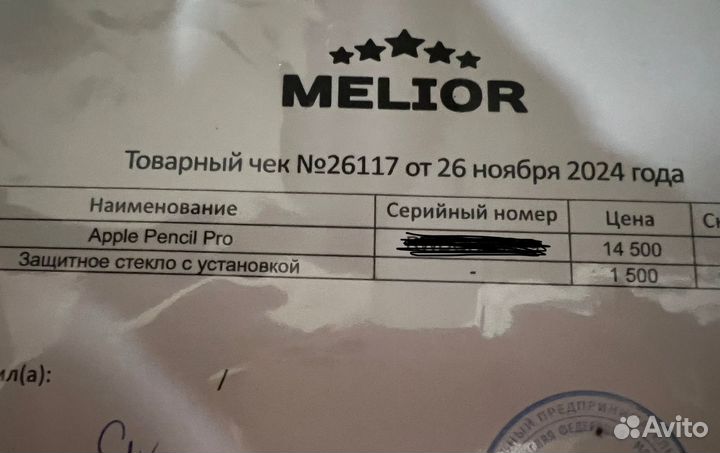 MELIOR
Товарный чек №26117 от 26 ноября 2024 года
Наименование Серийный номер Цена
Apple Pencil Pro 14 500
Защитное стекло с установкой - 1 500
ил(а): /
Avito